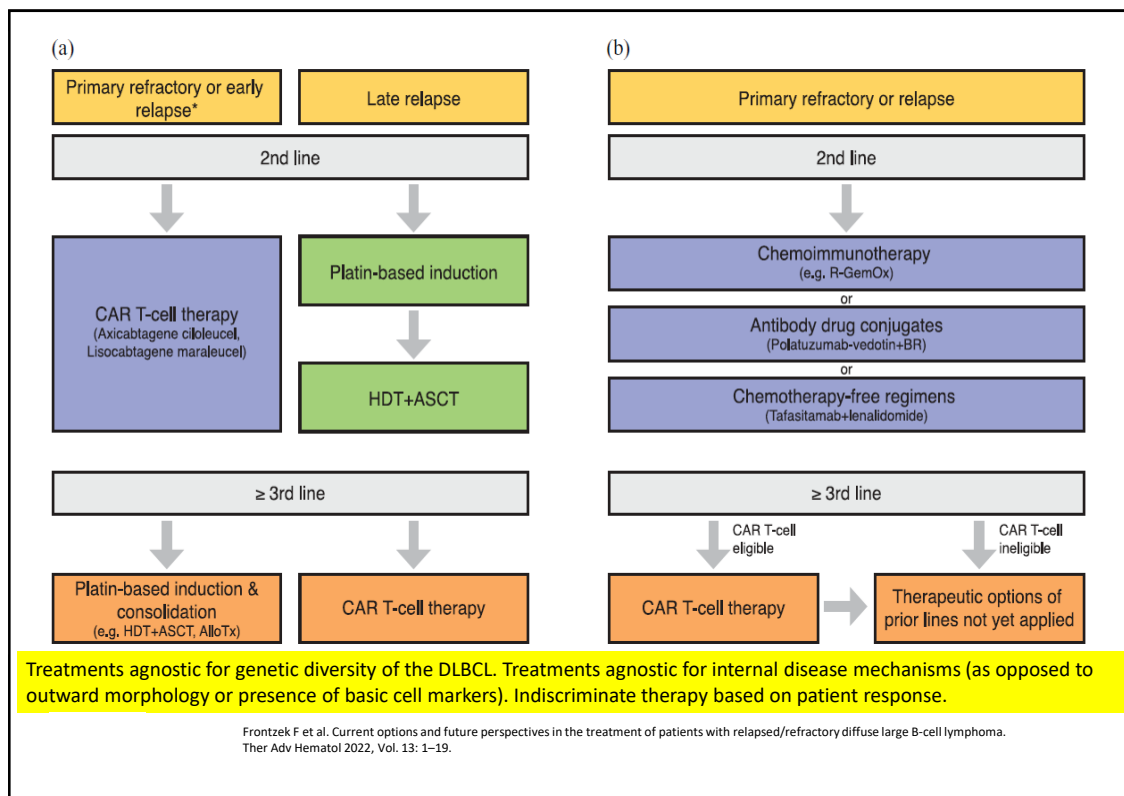 (a)
Primary refractory or early
relapse*
Late relapse
2nd line
CAR T-cell therapy
(Axicabtagene ciloleucel,
Lisocabtagene maraleucel)
Platin-based induction
HDT+ASCT
≥ 3rd line
Platin-based induction &
consolidation
(e.g. HDT+ASCT, AlloTx)
CAR T-cell therapy
(b)
Primary refractory or relapse
2nd line
Chemoimmunotherapy
(e.g. R-GemOx)
or
Antibody drug conjugates
(Polatuzumab-vedotin+BR)
or
Chemotherapy-free regimens
(Tafasitamab+lenalidomide)
≥ 3rd line
CAR T-cell
eligible
CAR T-cell
ineligible
CAR T-cell therapy
Therapeutic options of
prior lines not yet applied
Treatments agnostic for genetic diversity of the DLBCL. Treatments agnostic for internal disease mechanisms (as opposed to
outward morphology or presence of basic cell markers). Indiscriminate therapy based on patient response.
Frontzek F et al. Current options and future perspectives in the treatment of patients with relapsed/refractory diffuse large B-cell lymphoma.
Ther Adv Hematol 2022, Vol. 13: 1–19.